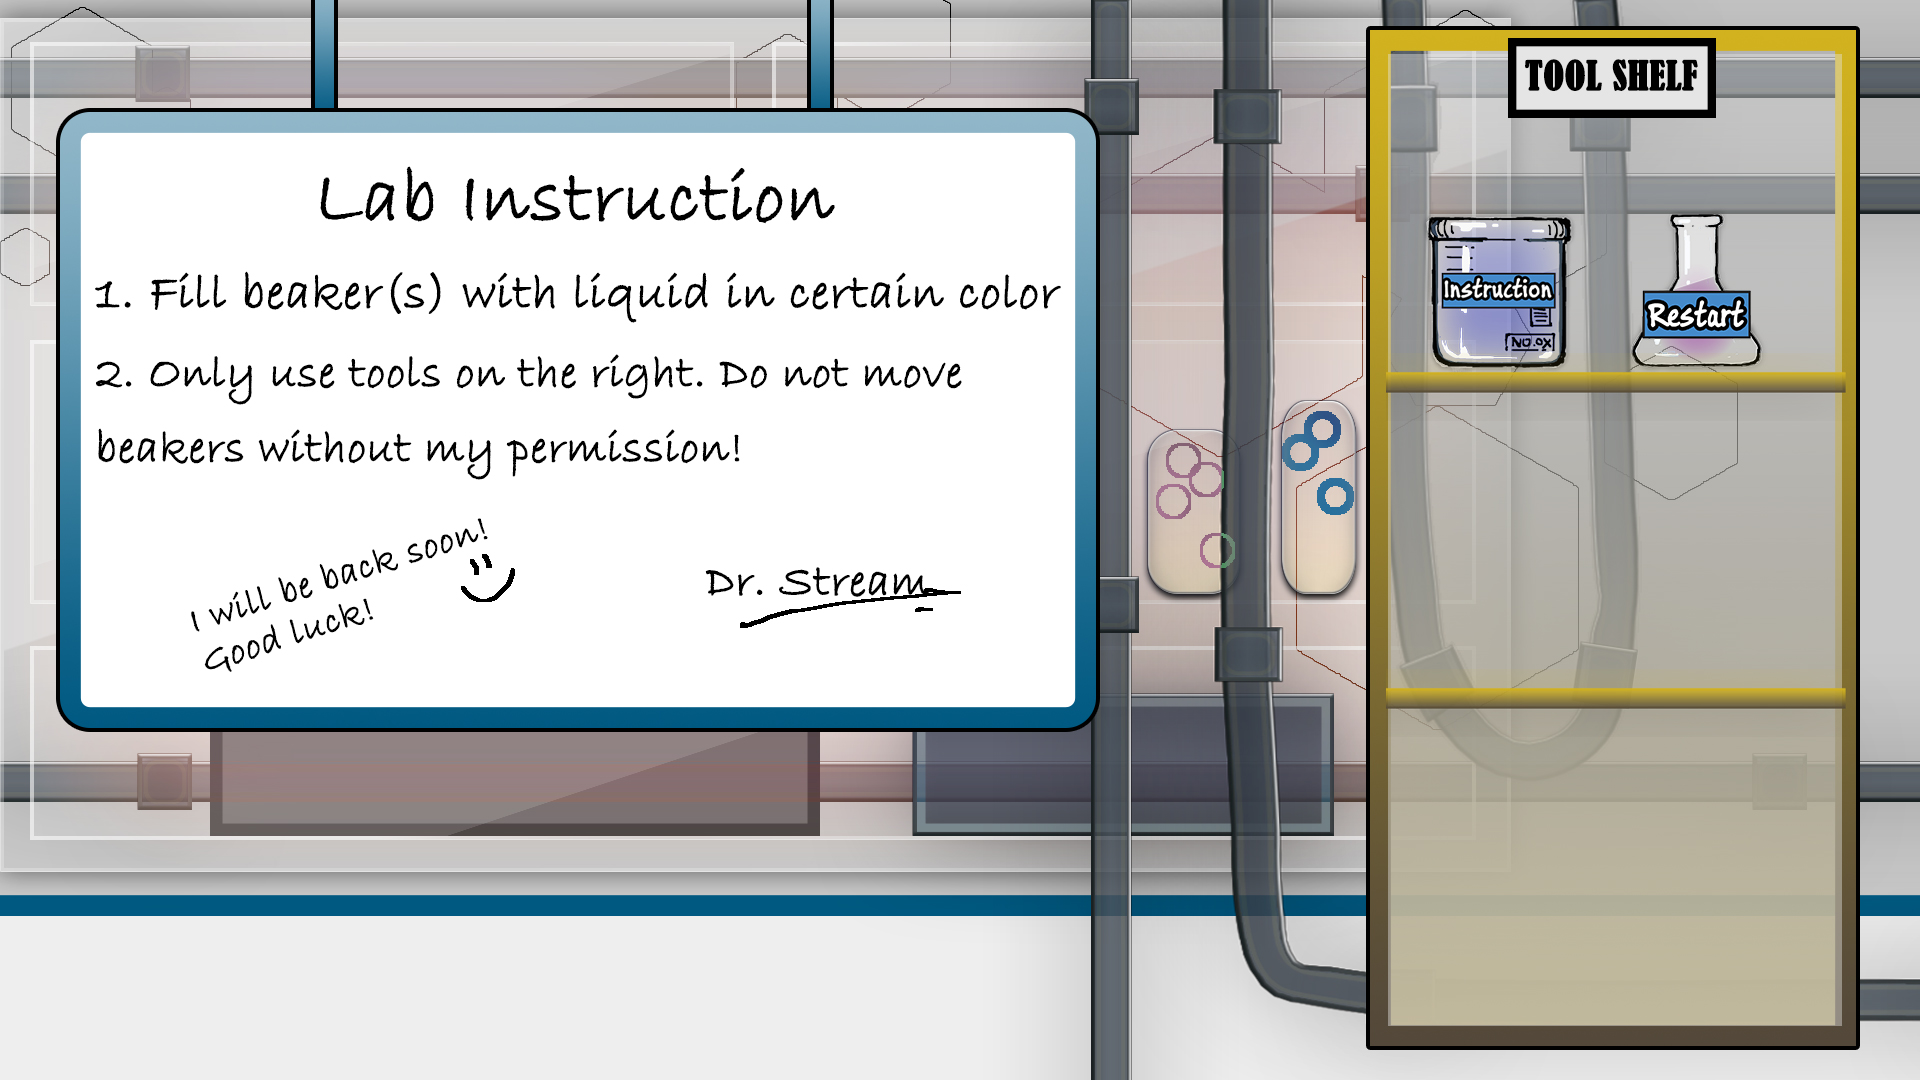 Lab Instruction
1. Fill beaker(s) with liquid in certain color
2. Only use tools on the right. Do not move
beakers without my permission!
I will be back soon!
Good luck!
Dr. Stream
TOOL SHELF
Instruction
NO.0X
Restart